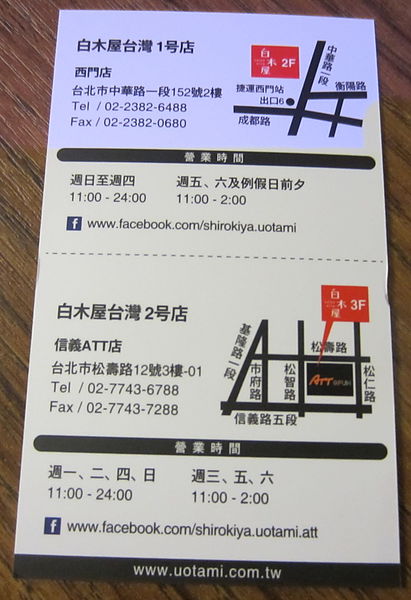 白木屋台灣 1號店
西門店
台北市中華路一段152號2樓
Tel / 02-2382-6488
Fax / 02-2382-0680
白木屋 2F
中華路一段
衡陽路
捷運西門站
出口6
成都路
營業時間
週日至週四
11:00 - 24:00
週五、六及例假日前夕
11:00 - 2:00
f www.facebook.com/shirokiya.uotami
白木屋台灣 2號店
信義ATT店
台北市松壽路12號3樓-01
Tel / 02-7743-6788
Fax / 02-7743-7288
白木屋 3F
基隆路一段
松壽路
市府路
松智路
ATT
松仁路
信義路五段
營業時間
週一、二、四、日
11:00 - 24:00
週三、五、六
11:00 - 2:00
f www.facebook.com/shirokiya.uotami.att
www.uotami.com.tw